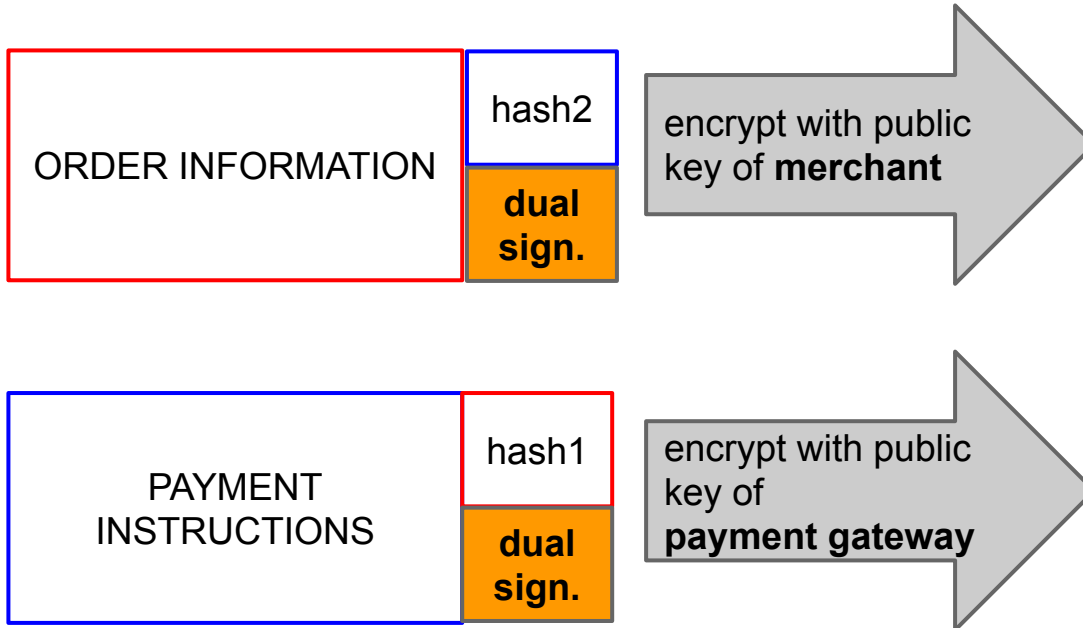 ORDER INFORMATION
hash2
dual
sign.
encrypt with public
key of merchant
PAYMENT
INSTRUCTIONS
hash1
dual
sign.
encrypt with public
key of
payment gateway